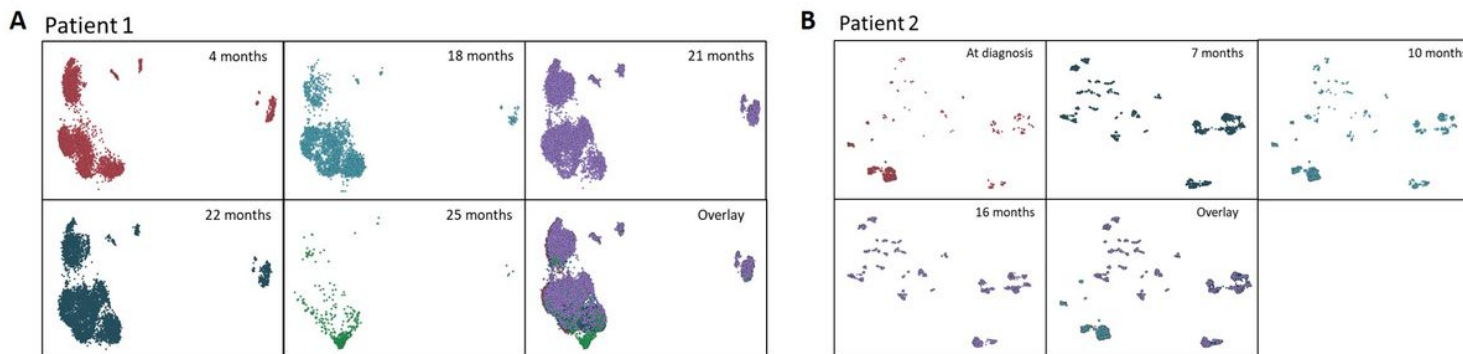 A Patient 1
4 months
18 months
21 months
22 months
25 months
Overlay
B Patient 2
At diagnosis
7 months
10 months
16 months
Overlay